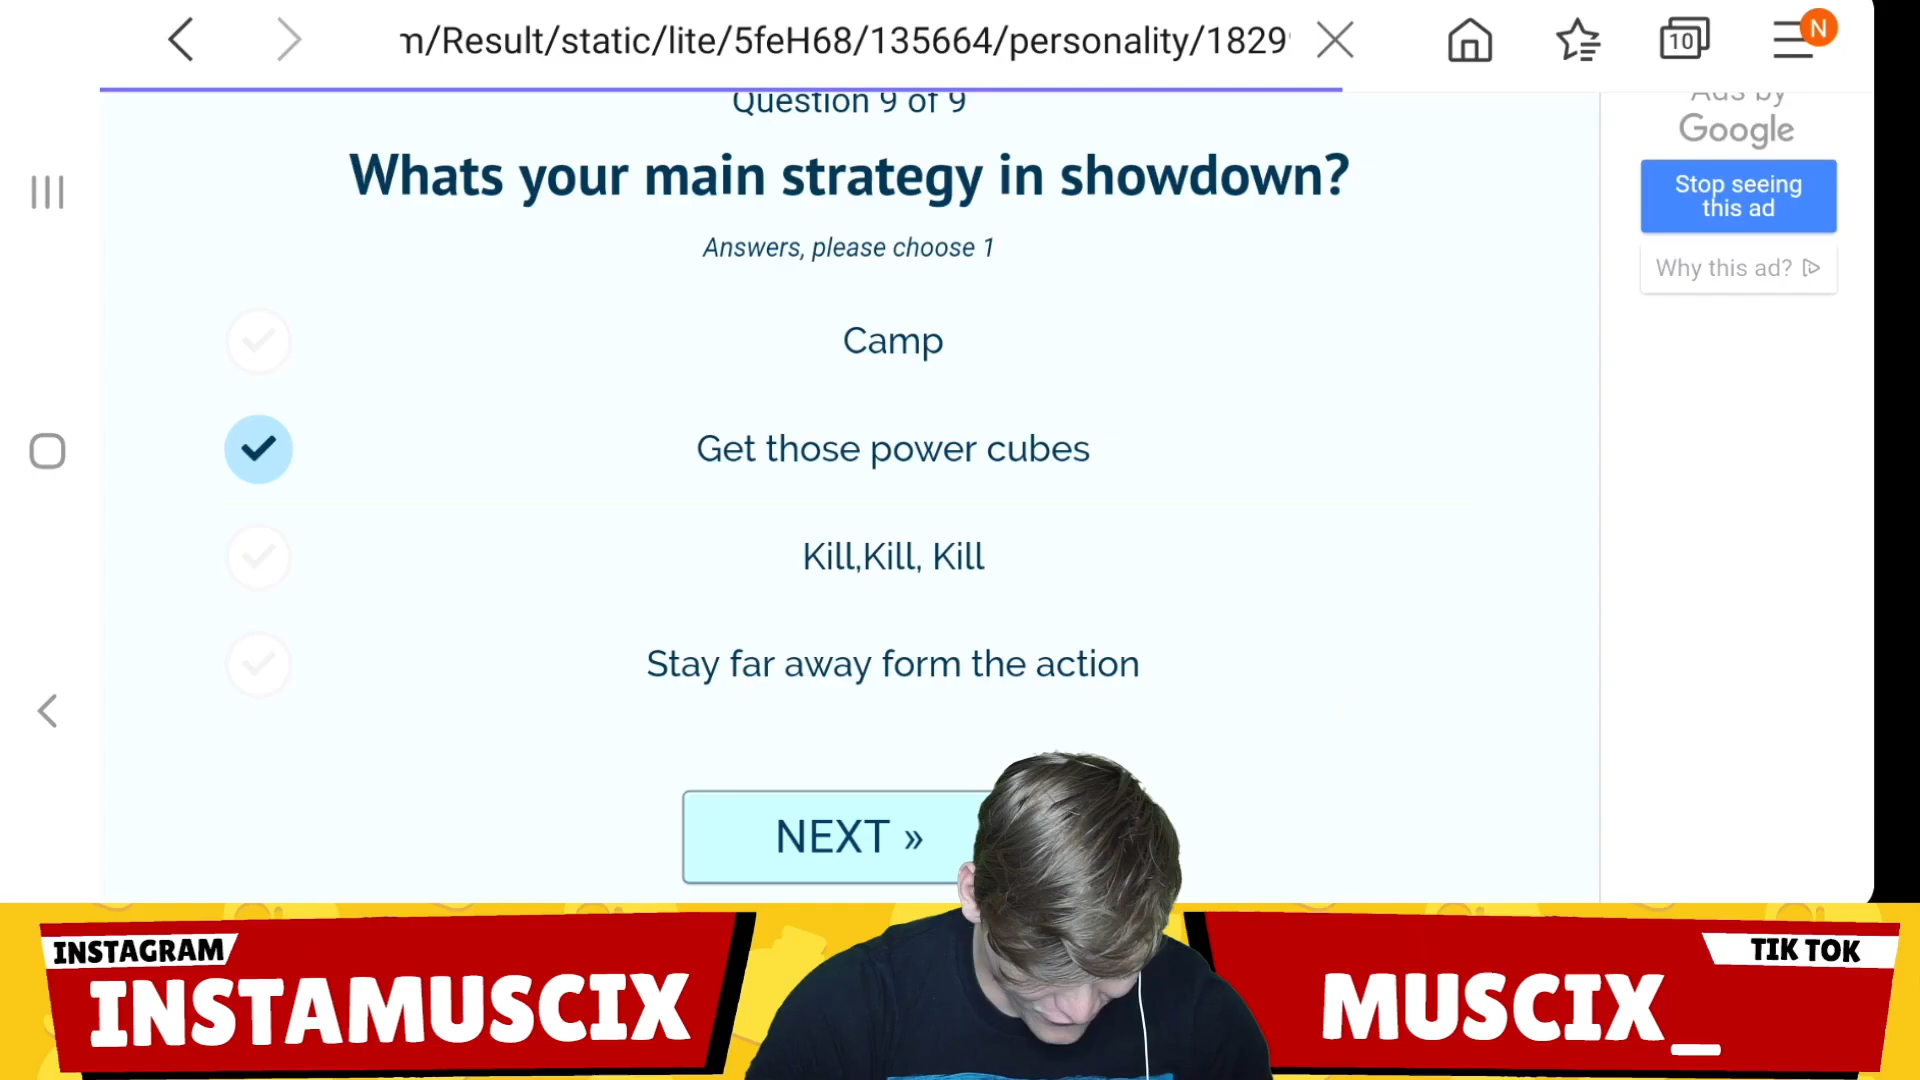 m/Result/static/lite/5feH68/135664/personality/1829
10
N
Question 9 of 9
Whats your main strategy in showdown?
Answers, please choose 1
Camp
Get those power cubes
Kill,Kill, Kill
Stay far away form the action
NEXT »
Ads by
Google
Stop seeing
this ad
Why this ad?
INSTAGRAM
INSTAMUSCIX
TIK TOK
MUSCIX_